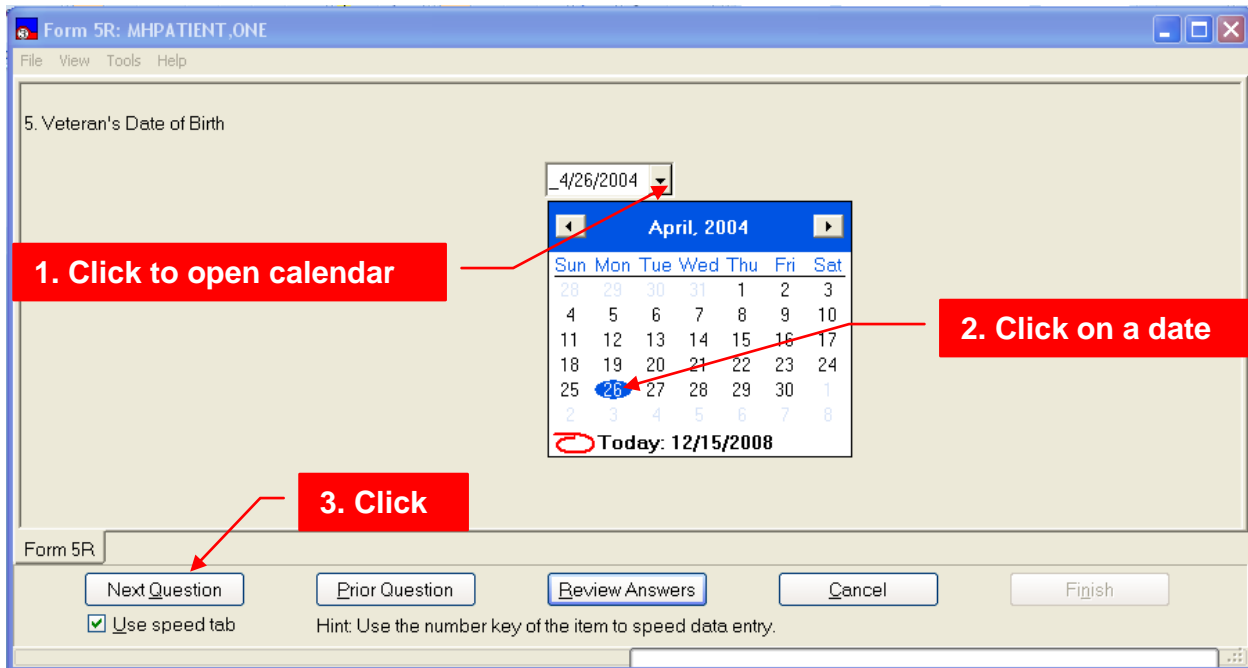 Form 5R: MHPATIENT,ONE
File View Tools Help
5. Veteran's Date of Birth
_4/26/2004
April, 2004
1. Click to open calendar
Sun Mon Tue Wed Thu Fri Sat
28 29 30 31 1 2 3
4 5 6 7 8 9 10
2. Click on a date
11 12 13 14 15 16 17
18 19 20 21 22 23 24
25 26 27 28 29 30 1
2 3 4 5 6 7 8
Today: 12/15/2008
3. Click
Form 5R
Next Question Prior Question Review Answers Cancel Finish
Use speed tab Hint: Use the number key of the item to speed data entry.